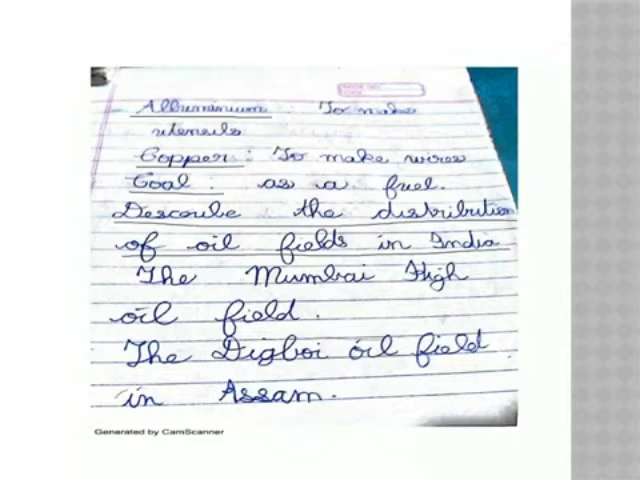 Alluminium : To make
utensils
Copper : To make wires
Coal : as a fuel.
Describe the distribution
of oil fields in India
The Mumbai High
oil field.
The Digboi oil field
in Assam.
Generated by CamScanner